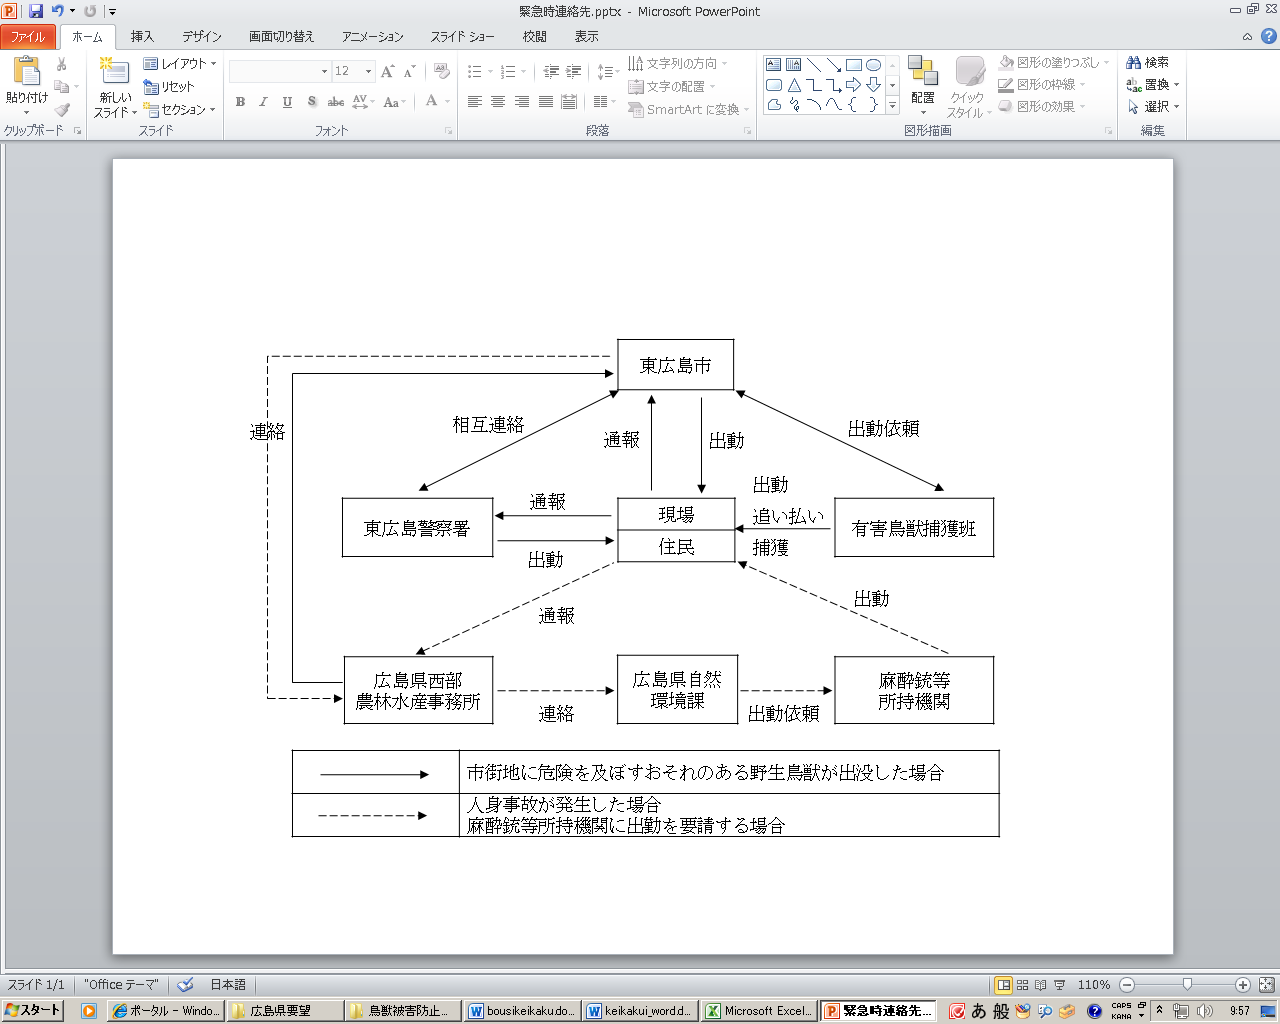 緊急時連絡先.pptx - Microsoft PowerPoint
ファイル ホーム 挿入 デザイン 画面切り替え アニメーション スライド ショー 校閲 表示
貼り付け
クリップボード
新しい
スライド
レイアウト
リセット
セクション
スライド
12
B I U S abc AV Aa A
フォント
文字列の方向
文字の配置
SmartArt に変換
段落
配置
クイック
スタイル
図形の塗りつぶし
図形の枠線
図形の効果
図形描画
検索
置換
選択
編集
東広島市
連絡
相互連絡
通報
出動
出動依頼
東広島警察署
通報
出動
現場
住民
出動
追い払い
捕獲
有害鳥獣捕獲班
通報
出動
広島県西部
農林水産事務所
連絡
広島県自然
環境課
出動依頼
麻酔銃等
所持機関
市街地に危険を及ぼすおそれのある野生鳥獣が出没した場合
人身事故が発生した場合
麻酔銃等所持機関に出動を要請する場合
スライド 1/1 "Office テーマ" 日本語 110%
スタート ポータル - Windo... 広島県要望 鳥獣被害防止... bousikeikaku.do... keikakui_word.d... Microsoft Excel... 緊急時連絡先... あ 般 CAPS KANA 9:57